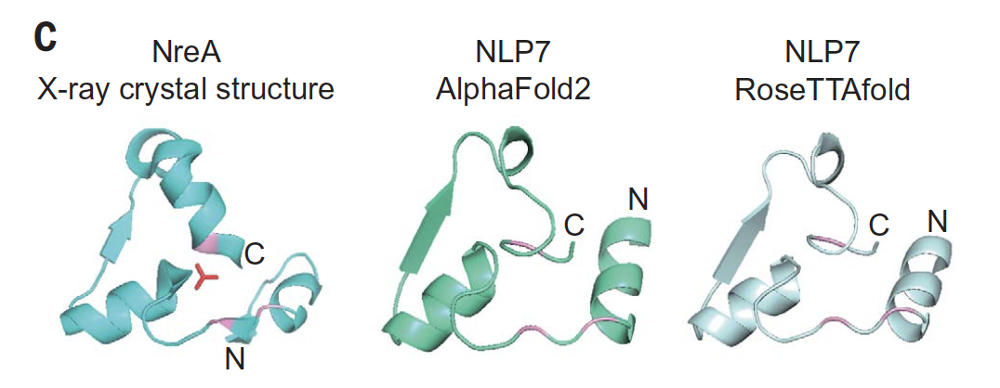 C
NreA
X-ray crystal structure
NLP7
AlphaFold2
NLP7
RoseTTAfold
C
N
N
C
N
C